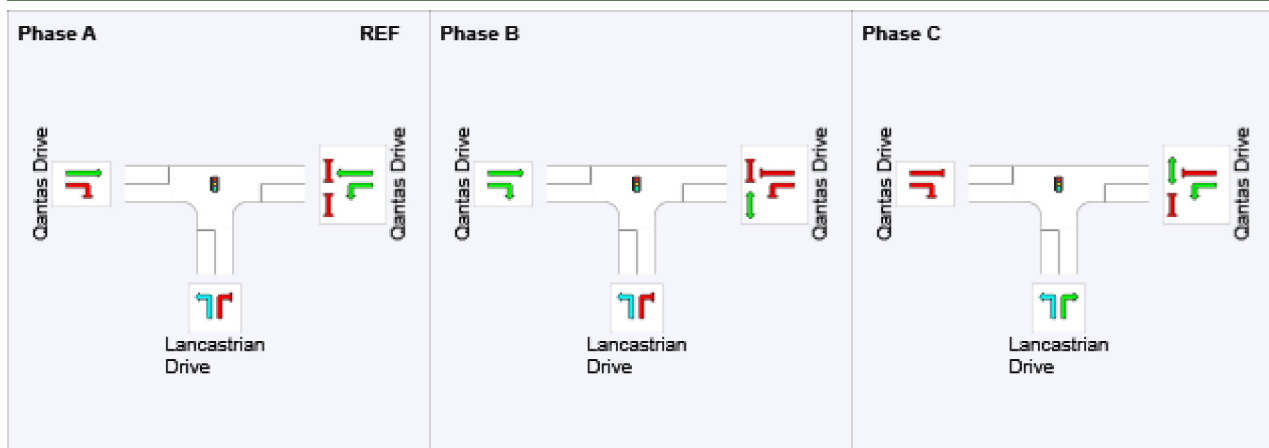 Phase A
REF
Qantas Drive
Qantas Drive
Lancastrian
Drive
Phase B
Qantas Drive
Qantas Drive
Lancastrian
Drive
Phase C
Qantas Drive
Qantas Drive
Lancastrian
Drive